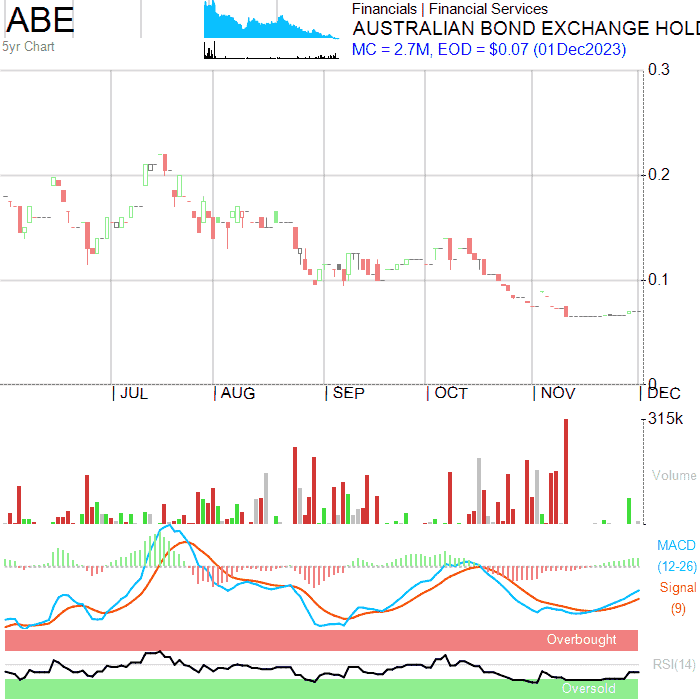 ABE
5yr Chart
Financials | Financial Services
AUSTRALIAN BOND EXCHANGE HOLD
MC = 2.7M, EOD = $0.07 (01Dec2023)
0.3
0.2
0.1
0
| JUL | AUG | SEP | OCT | NOV | DEC
315k
Volume
MACD
(12-26)
Signal
(9)
Overbought
RSI(14)
Oversold